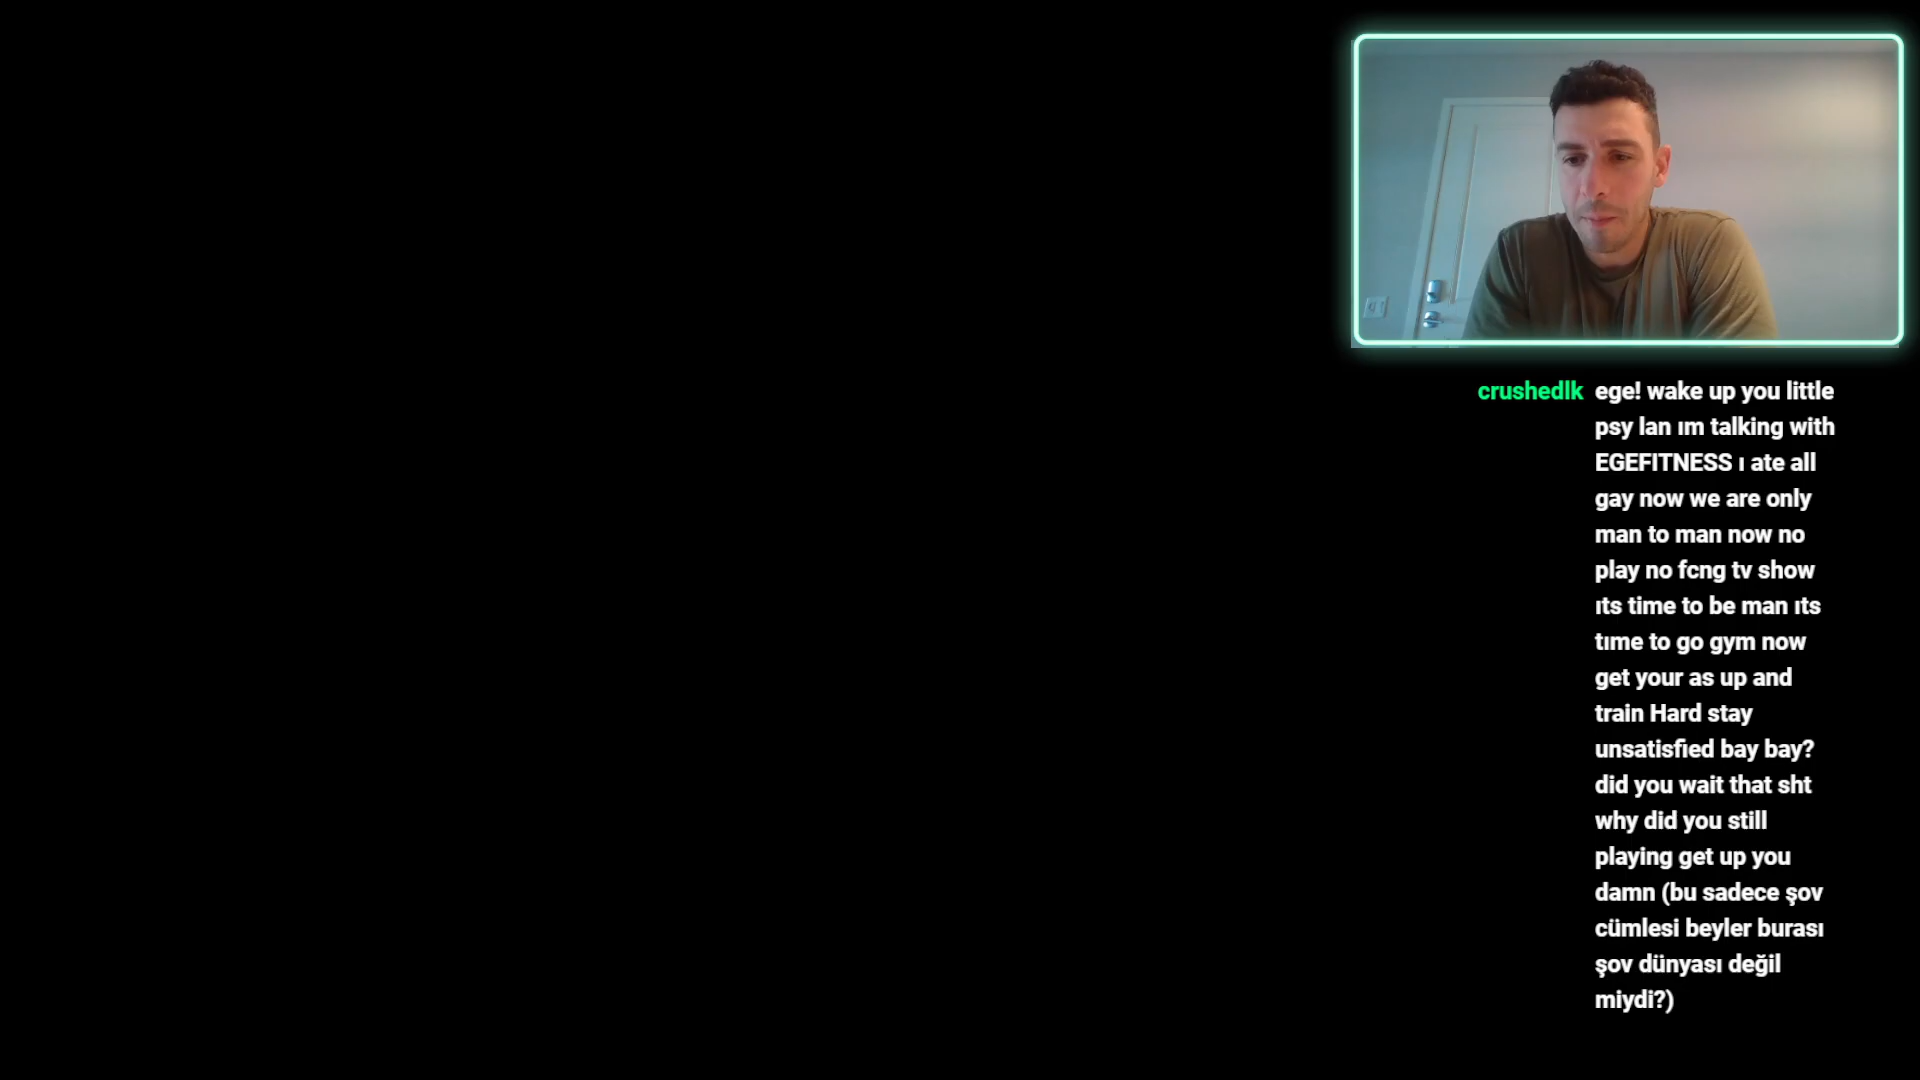 crushedlk ege! wake up you little
psy lan ım talking with
EGEFITNESS ı ate all
gay now we are only
man to man now no
play no fcng tv show
ıts time to be man ıts
tıme to go gym now
get your as up and
train Hard stay
unsatisfied bay bay?
did you wait that sht
why did you still
playing get up you
damn (bu sadece şov
cümlesi beyler burası
şov dünyası değil
miydi?)